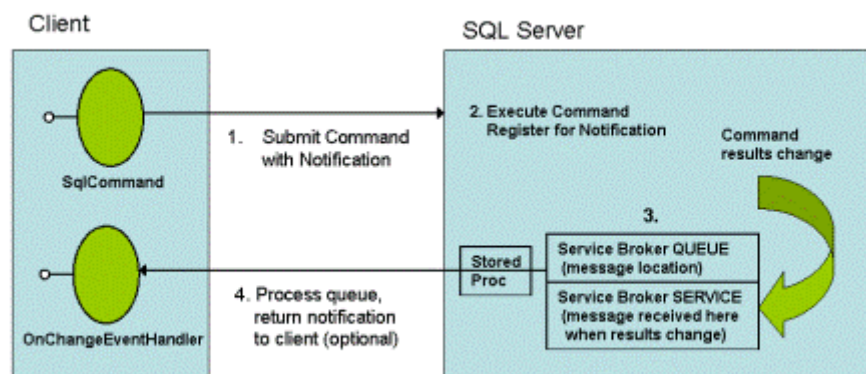 Client
SQL Server
SqlCommand
1. Submit Command
with Notification
2. Execute Command
Register for Notification
Command
results change
3.
Stored
Proc
Service Broker QUEUE
(message location)
Service Broker SERVICE
(message received here
when results change)
OnChangeEventHandler
4. Process queue,
return notification
to client (optional)